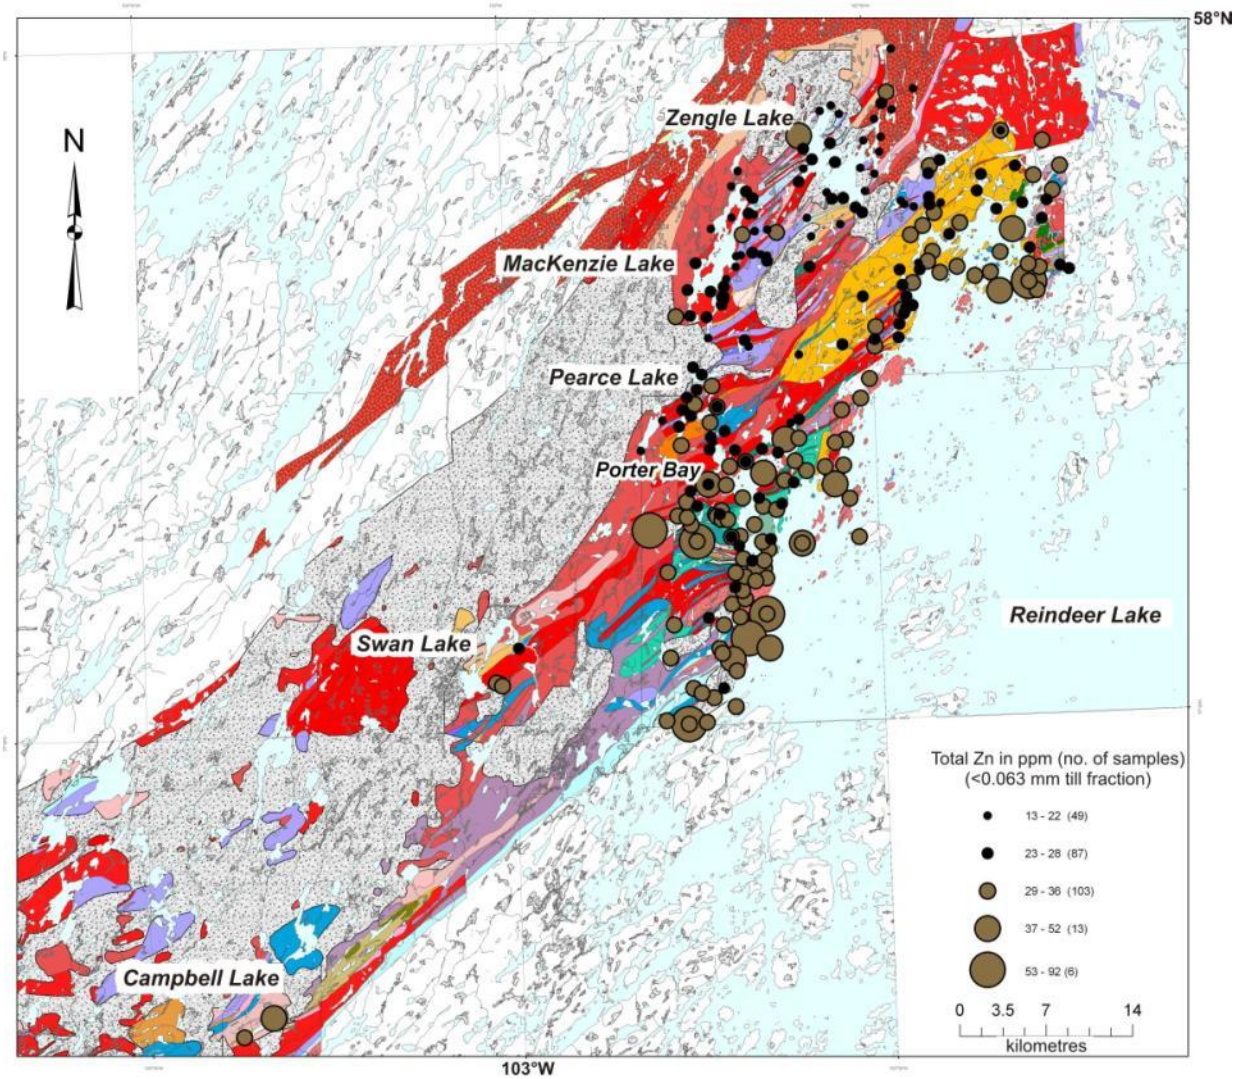 58°N
N
Zengle Lake
MacKenzie Lake
Pearce Lake
Porter Bay
Reindeer Lake
Swan Lake
Total Zn in ppm (no. of samples)
(<0.063 mm till fraction)
13 - 22 (49)
23 - 28 (87)
29 - 36 (103)
37 - 52 (13)
53 - 92 (6)
Campbell Lake
0 3.5 7 14
kilometres
103°W